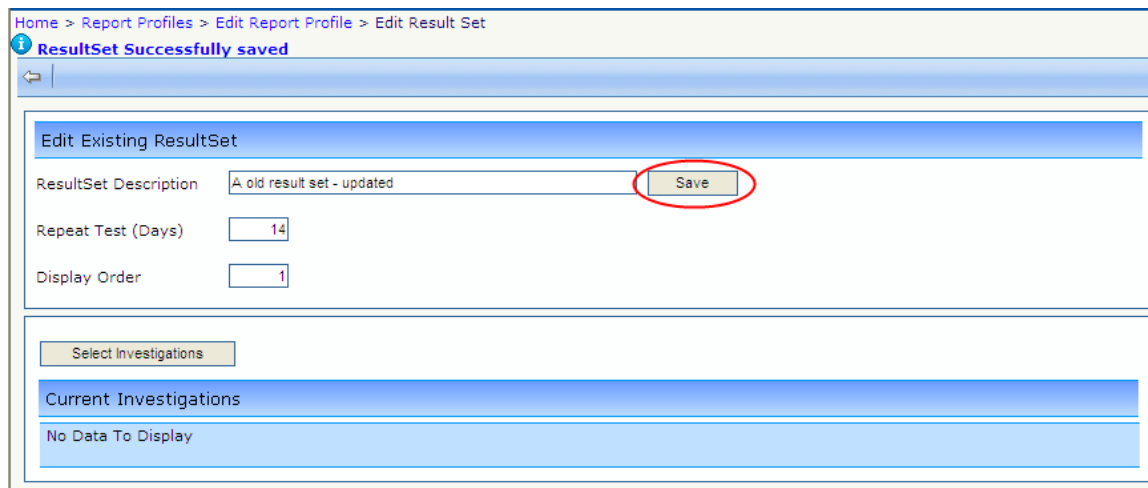 Home > Report Profiles > Edit Report Profile > Edit Result Set
ResultSet Successfully saved
Edit Existing ResultSet
ResultSet Description A old result set - updated Save
Repeat Test (Days) 14
Display Order 1
Select Investigations
Current Investigations
No Data To Display